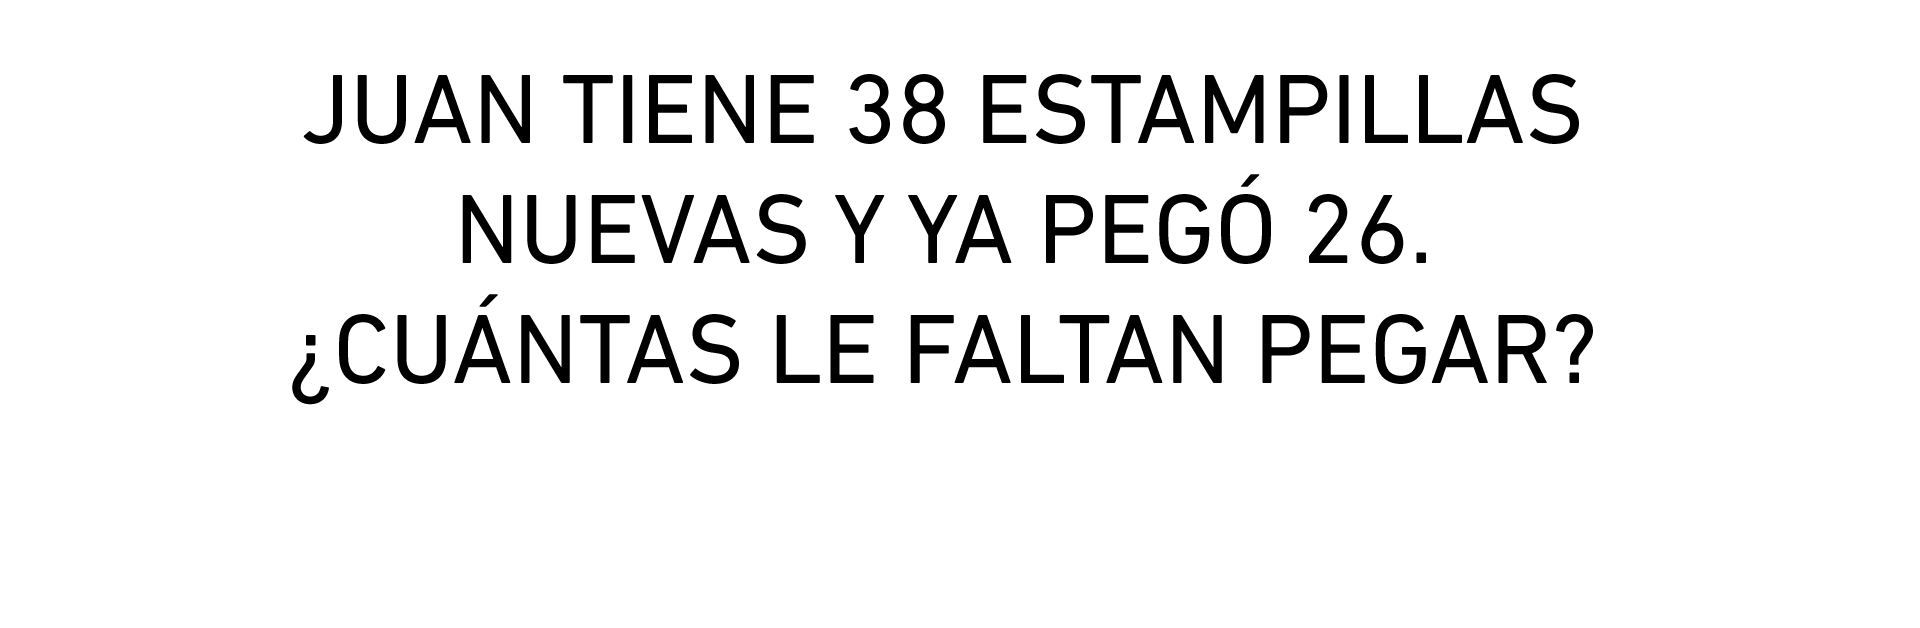 JUAN TIENE 38 ESTAMPILLAS
NUEVAS Y YA PEGÓ 26.
¿CUÁNTAS LE FALTAN PEGAR?